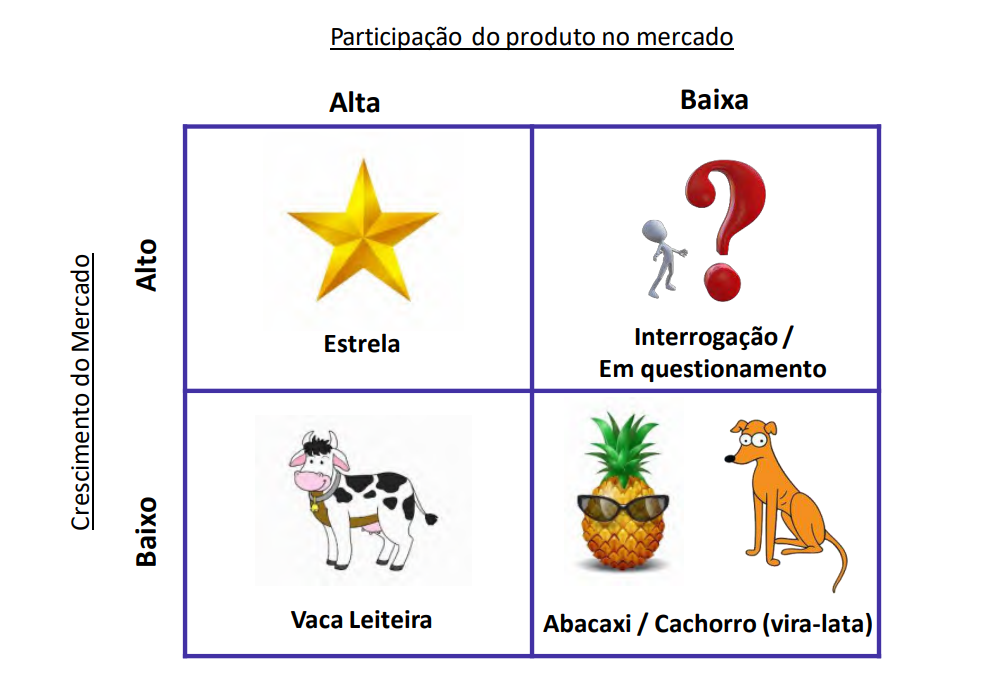 Participação do produto no mercado
Alta
Baixa
Crescimento do Mercado
Alto
Estrela
Interrogação /
Em questionamento
Baixo
Vaca Leiteira
Abacaxi / Cachorro (vira-lata)